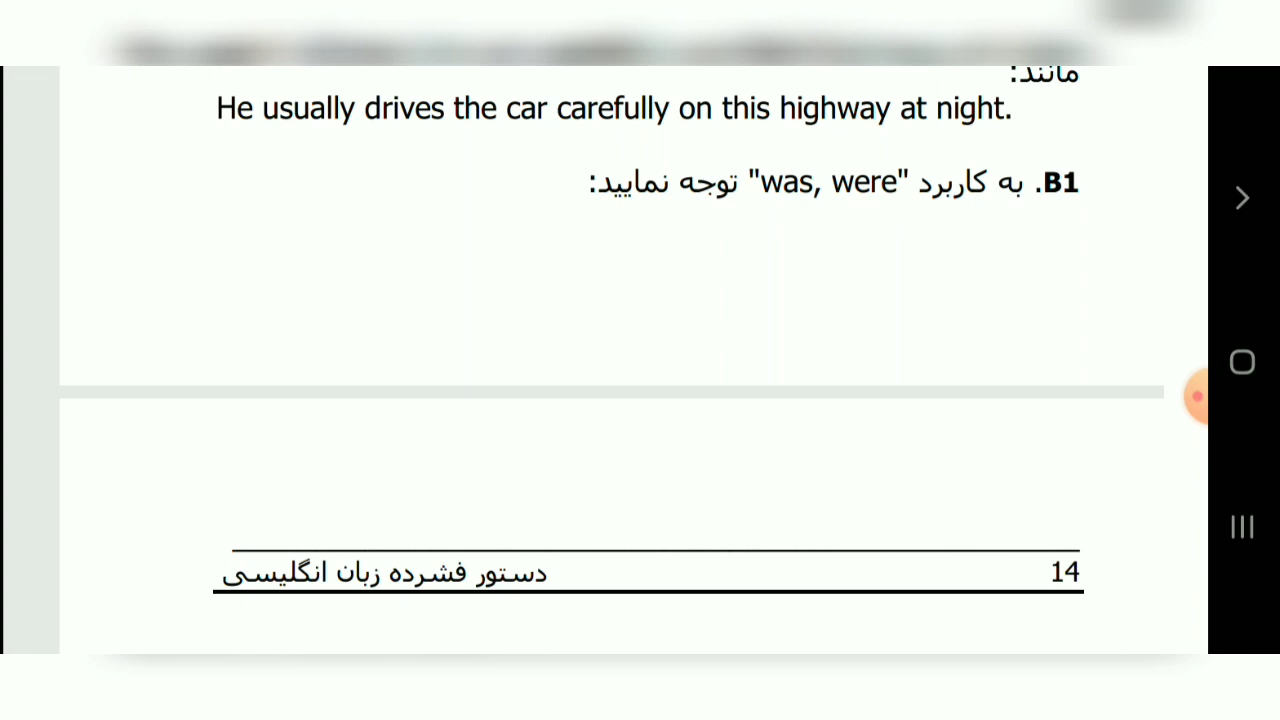 مانند:
He usually drives the car carefully on this highway at night.
B1. به کاربرد "was, were" توجه نمایید:
14 دستور فشرده زبان انگلیسی